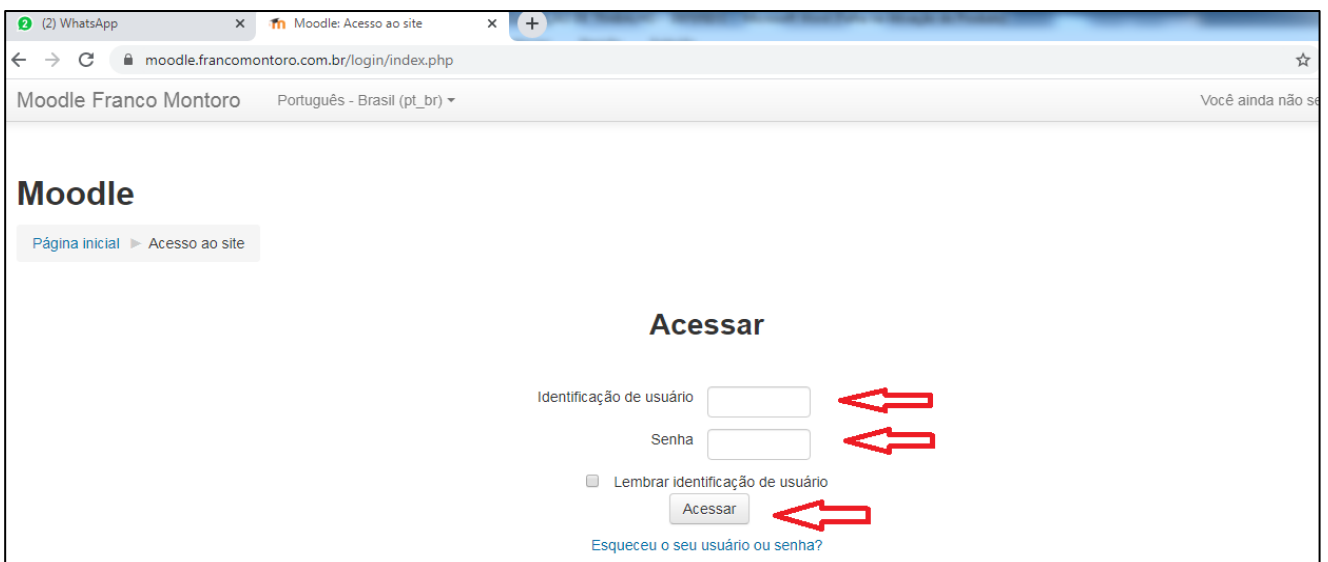 2 (2) WhatsApp x Moodle: Acesso ao site x +
moodle.francomontoro.com.br/login/index.php
Moodle Franco Montoro Português - Brasil (pt_br) Você ainda não se
Moodle
Página inicial ► Acesso ao site
Acessar
Identificação de usuário
Senha
Lembrar identificação de usuário
Acessar
Esqueceu o seu usuário ou senha?